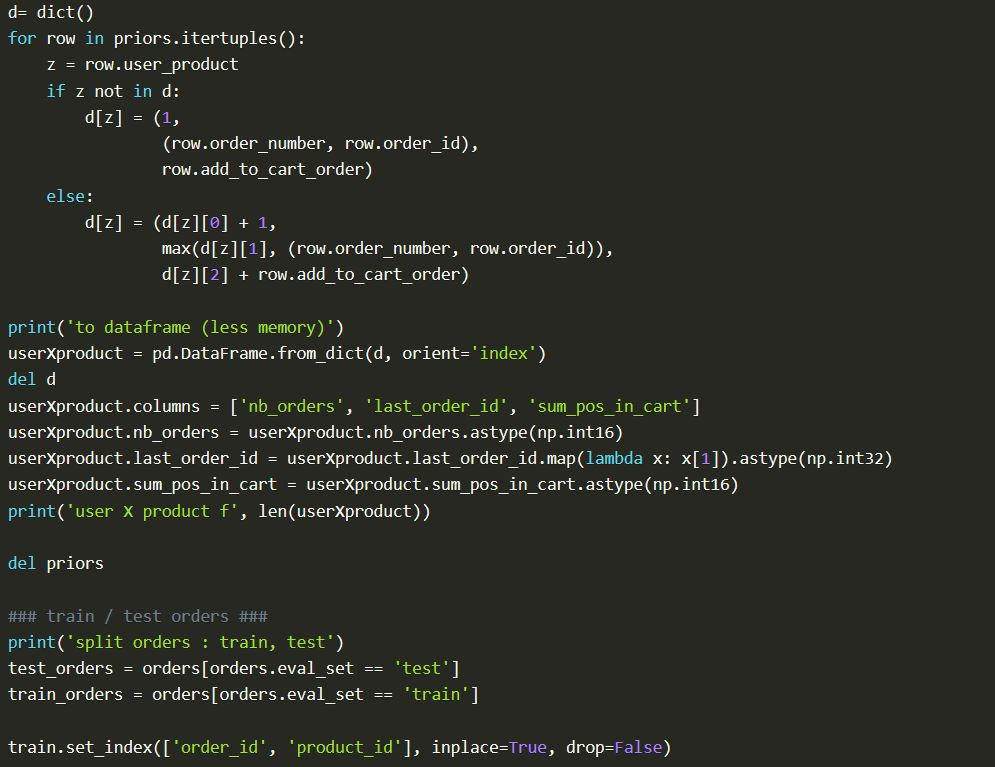 d= dict()
for row in priors.itertuples():
    z = row.user_product
    if z not in d:
        d[z] = (1,
                (row.order_number, row.order_id),
                row.add_to_cart_order)
    else:
        d[z] = (d[z][0] + 1,
                max(d[z][1], (row.order_number, row.order_id)),
                d[z][2] + row.add_to_cart_order)

print('to dataframe (less memory)')
userXproduct = pd.DataFrame.from_dict(d, orient='index')
del d
userXproduct.columns = ['nb_orders', 'last_order_id', 'sum_pos_in_cart']
userXproduct.nb_orders = userXproduct.nb_orders.astype(np.int16)
userXproduct.last_order_id = userXproduct.last_order_id.map(lambda x: x[1]).astype(np.int32)
userXproduct.sum_pos_in_cart = userXproduct.sum_pos_in_cart.astype(np.int16)
print('user X product f', len(userXproduct))

del priors

### train / test orders ###
print('split orders : train, test')
test_orders = orders[orders.eval_set == 'test']
train_orders = orders[orders.eval_set == 'train']

train.set_index(['order_id', 'product_id'], inplace=True, drop=False)